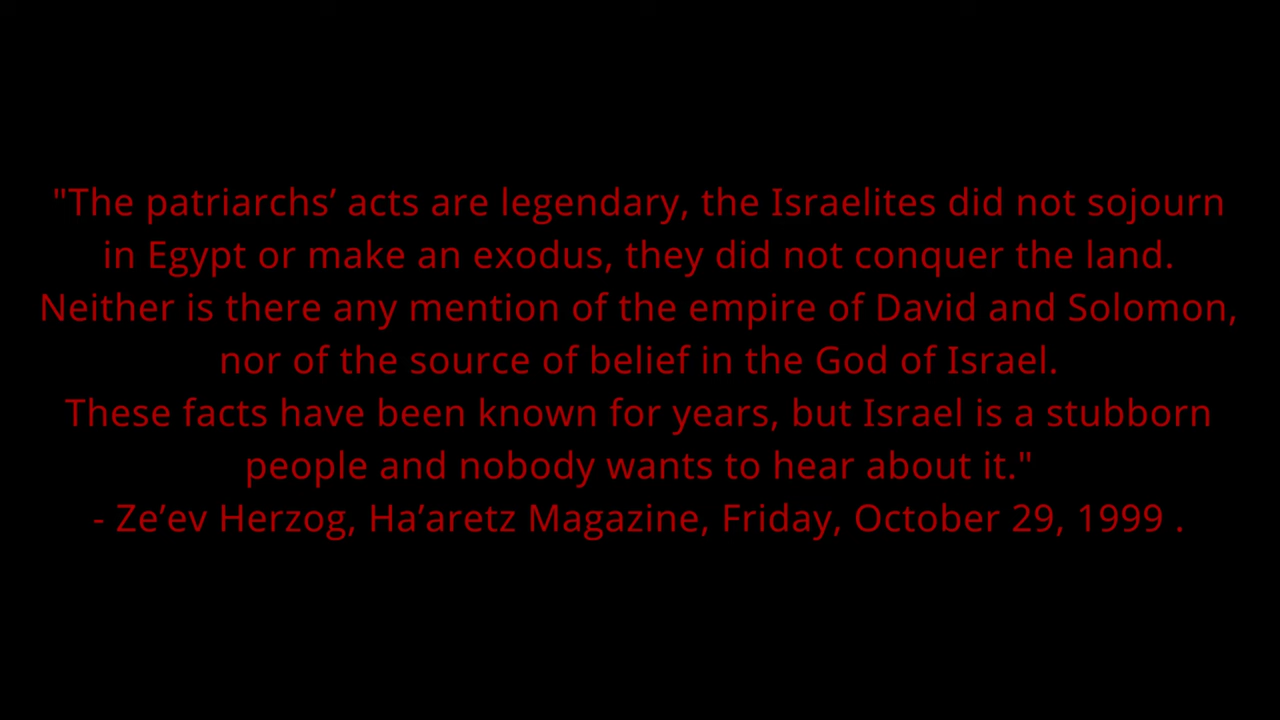 "The patriarchs’ acts are legendary, the Israelites did not sojourn
in Egypt or make an exodus, they did not conquer the land.
Neither is there any mention of the empire of David and Solomon,
nor of the source of belief in the God of Israel.
These facts have been known for years, but Israel is a stubborn
people and nobody wants to hear about it."
- Ze’ev Herzog, Ha’aretz Magazine, Friday, October 29, 1999 .